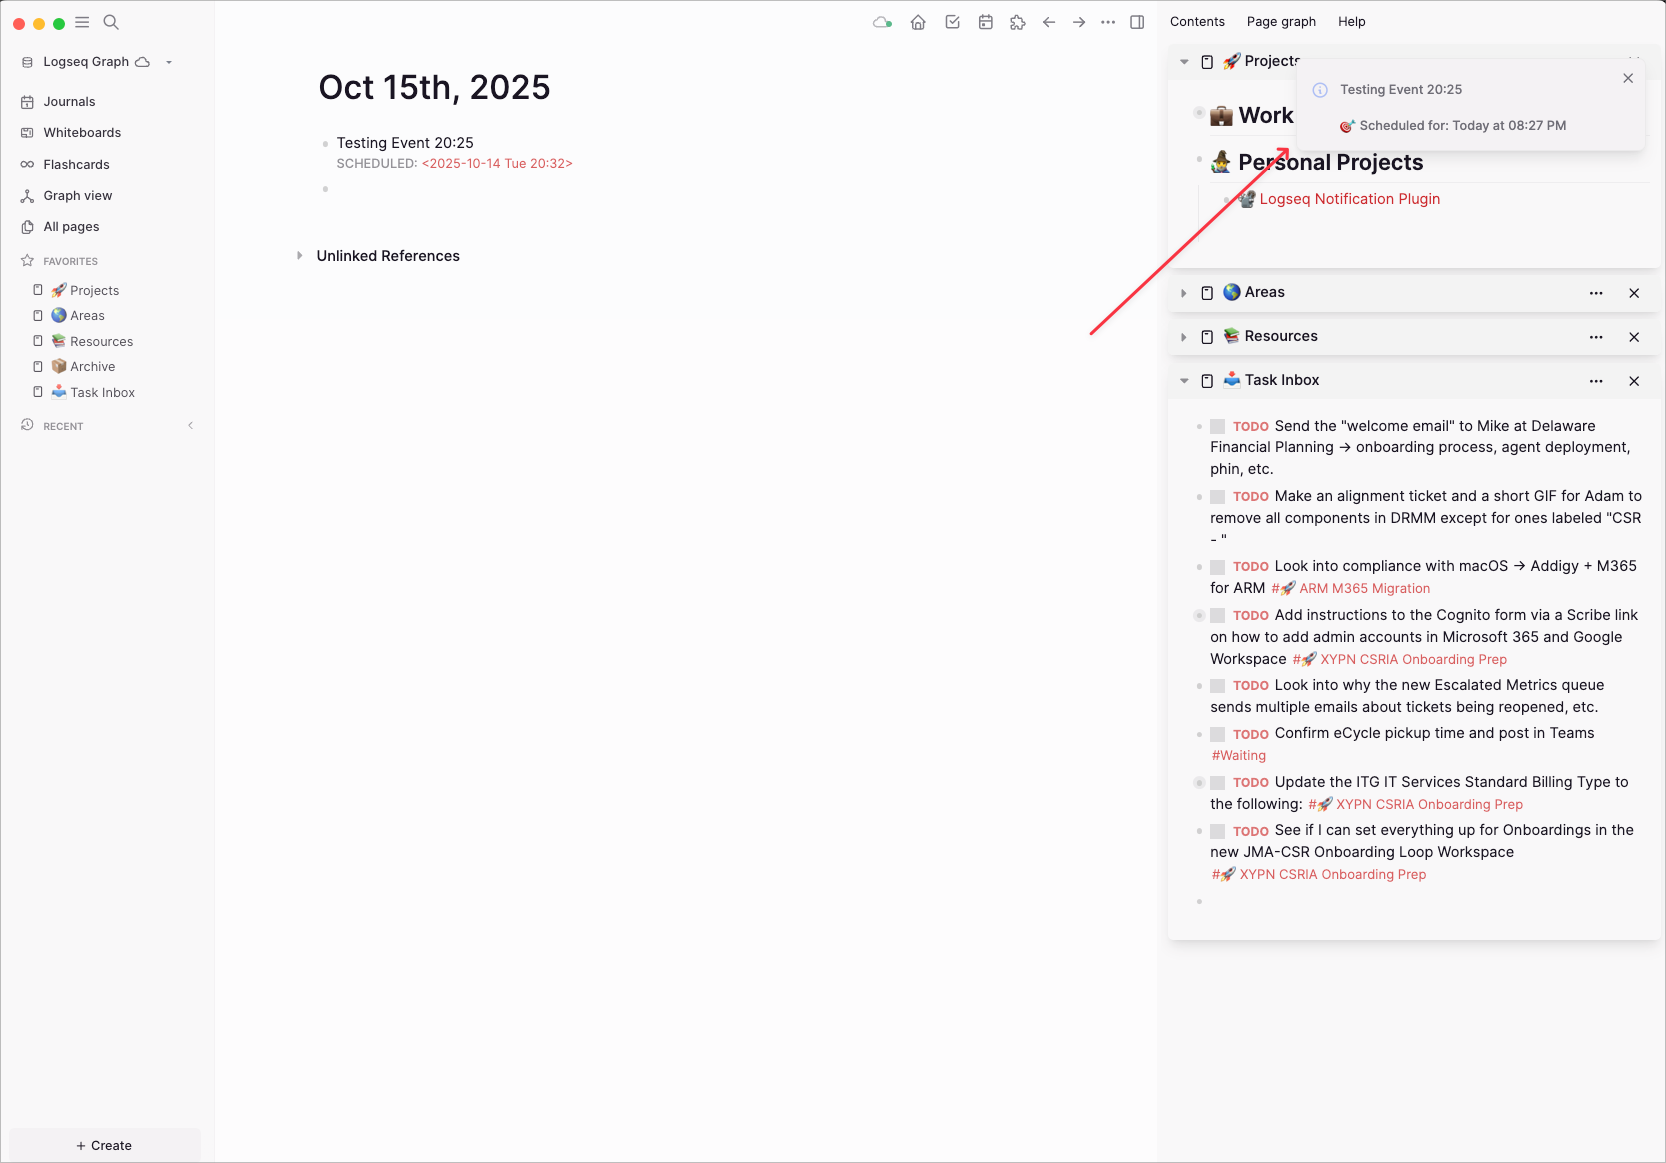 Logseq Graph
Journals
Whiteboards
Flashcards
Graph view
All pages
FAVORITES
🚀 Projects
🌎 Areas
📚 Resources
📦 Archive
📥 Task Inbox
RECENT
+ Create
Oct 15th, 2025
Testing Event 20:25
SCHEDULED: <2025-10-14 Tue 20:32>
Unlinked References
Contents Page graph Help
🚀 Projects
Testing Event 20:25
🎯 Scheduled for: Today at 08:27 PM
💼 Work
Personal Projects
Logseq Notification Plugin
🌎 Areas
📚 Resources
📥 Task Inbox
TODO Send the "welcome email" to Mike at Delaware
Financial Planning → onboarding process, agent deployment,
phin, etc.
TODO Make an alignment ticket and a short GIF for Adam to
remove all components in DRMM except for ones labeled "CSR
- "
TODO Look into compliance with macOS → Addigy + M365
for ARM #🚀 ARM M365 Migration
TODO Add instructions to the Cognito form via a Scribe link
on how to add admin accounts in Microsoft 365 and Google
Workspace #🚀 XYPN CSRIA Onboarding Prep
TODO Look into why the new Escalated Metrics queue
sends multiple emails about tickets being reopened, etc.
TODO Confirm eCycle pickup time and post in Teams
#Waiting
TODO Update the ITG IT Services Standard Billing Type to
the following: #🚀 XYPN CSRIA Onboarding Prep
TODO See if I can set everything up for Onboardings in the
new JMA-CSR Onboarding Loop Workspace
#🚀 XYPN CSRIA Onboarding Prep